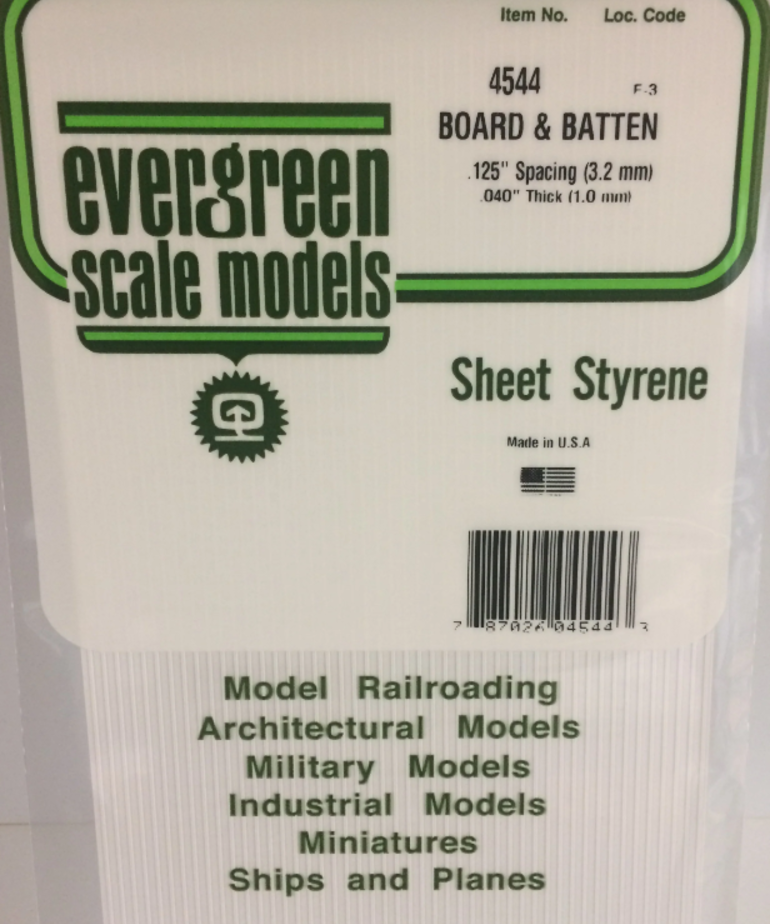 Item No. Loc. Code
4544 F-3
BOARD & BATTEN
.125" Spacing (3.2 mm)
.040" Thick (1.0 mm)
evergreen
scale models
Sheet Styrene
Made in U.S.A
7 87026 04544 3
Model Railroading
Architectural Models
Military Models
Industrial Models
Miniatures
Ships and Planes